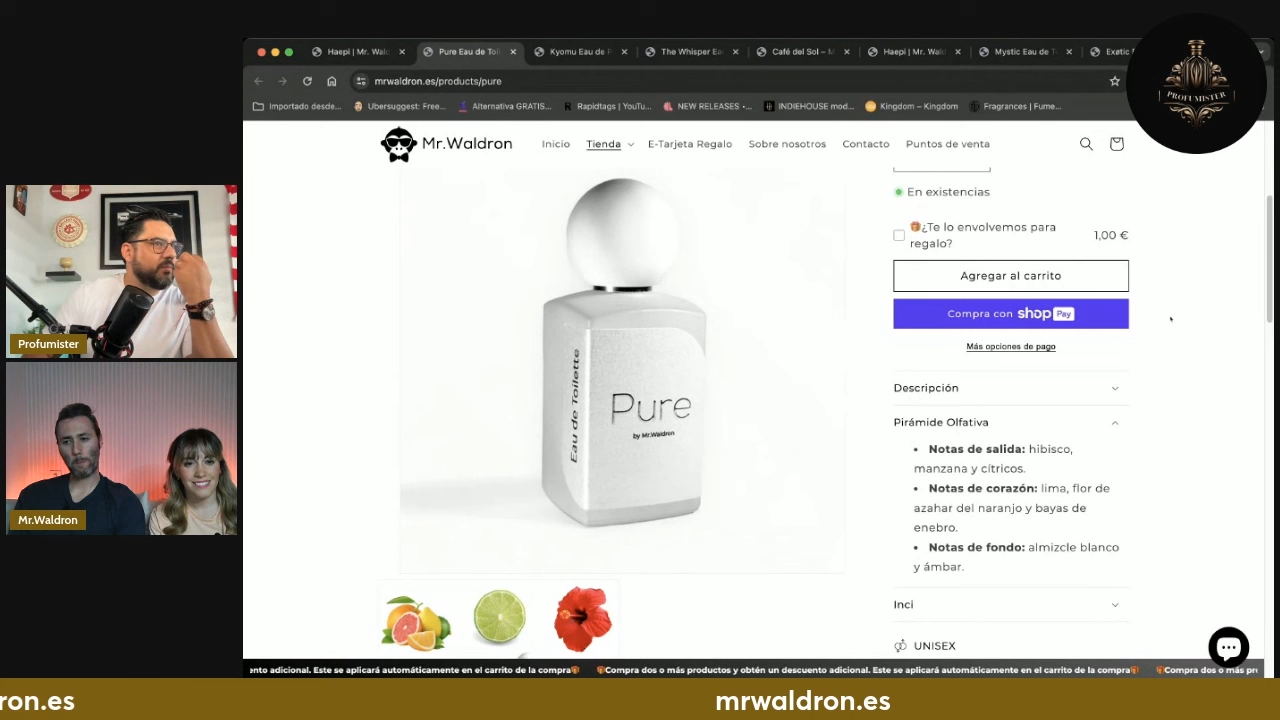 Haepi | Mr. Wal
Pure Eau de Toil
Kyomu Eau de P
The Whisper Ea
Café del Sol – M
Haepi | Mr. Wal
Mystic Eau de T
Exøtic
mrwaldron.es/products/pure
Importado desde...
Ubersuggest: Free...
Alternativa GRATIS...
Rapidtags | YouTu...
NEW RELEASES •...
INDIEHOUSE mod...
Kingdom – Kingdom
Fragrances | Fume...
PROFUMISTER
Mr.Waldron
Inicio
Tienda
E-Tarjeta Regalo
Sobre nosotros
Contacto
Puntos de venta
En existencias
🎁¿Te lo envolvemos para
regalo?
1,00 €
Agregar al carrito
Compra con shop Pay
Más opciones de pago
Descripción
Pirámide Olfativa
• Notas de salida: hibisco,
manzana y cítricos.
• Notas de corazón: lima, flor de
azahar del naranjo y bayas de
enebro.
• Notas de fondo: almizcle blanco
y ámbar.
Inci
UNISEX
Eau de Toilette
Pure
by Mr.Waldron
Profumister
Mr.Waldron
ento adicional. Este se aplicará automáticamente en el carrito de la compra🎁
🎁Compra dos o más productos y obtén un descuento adicional. Este se aplicará automáticamente en el carrito de la compra🎁
🎁Compra dos o más pr
ron.es
mrwaldron.es